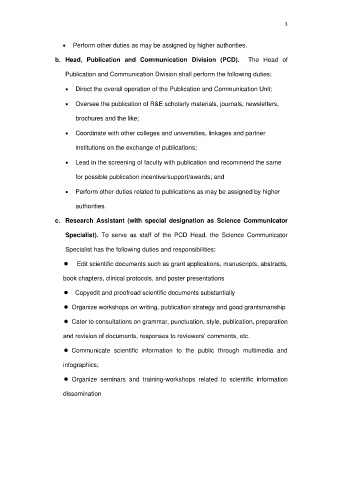 3
• Perform other duties as may be assigned by higher authorities.
b. Head, Publication and Communication Division (PCD). The Head of
Publication and Communication Division shall perform the following duties:
• Direct the overall operation of the Publication and Communication Unit;
• Oversee the publication of R&E scholarly materials, journals, newsletters,
brochures and the like;
• Coordinate with other colleges and universities, linkages and partner
institutions on the exchange of publications;
• Lead in the screening of faculty with publication and recommend the same
for possible publication incentive/support/awards; and
• Perform other duties related to publications as may be assigned by higher
authorities.
c. Research Assistant (with special designation as Science Communicator
Specialist). To serve as staff of the PCD Head, the Science Communicator
Specialist has the following duties and responsibilities:
● Edit scientific documents such as grant applications, manuscripts, abstracts,
book chapters, clinical protocols, and poster presentations
● Copyedit and proofread scientific documents substantially
● Organize workshops on writing, publication strategy and good grantsmanship
● Cater to consultations on grammar, punctuation, style, publication, preparation
and revision of documents, responses to reviewers' comments, etc.
● Communicate scientific information to the public through multimedia and
infographics;
● Organize seminars and training-workshops related to scientific information
dissemination